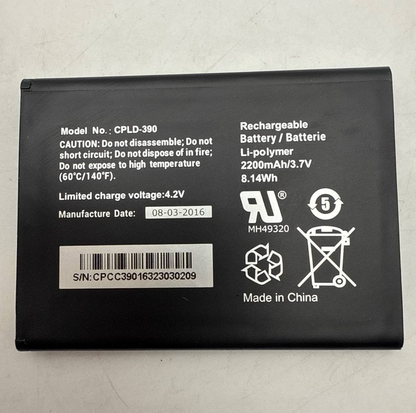 Model No. : CPLD-390
CAUTION: Do not disassemble; Do not
short circuit; Do not dispose of in fire;
Do not expose to high temperature
(60°C/140°F).
Limited charge voltage:4.2V
Manufacture Date: 08-03-2016
S/N:CPCC39016323030209
Rechargeable
Battery / Batterie
Li-polymer
2200mAh/3.7V
8.14Wh
RU®
MH49320
5
Made in China